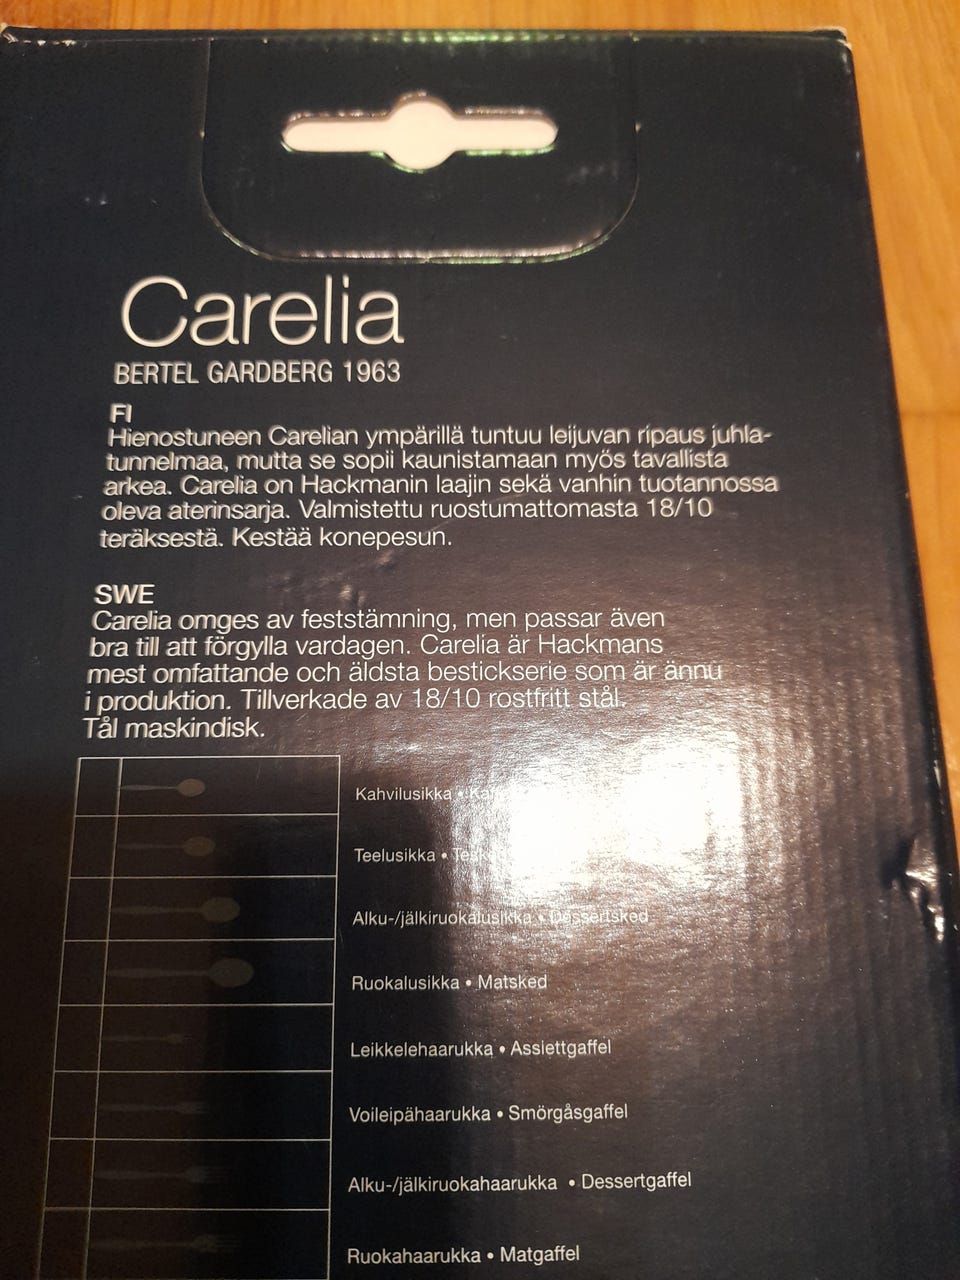 Carelia
BERTEL GARDBERG 1963
FI
Hienostuneen Carelian ympärillä tuntuu leijuvan ripaus juhla-
tunnelmaa, mutta se sopii kaunistamaan myös tavallista
arkea. Carelia on Hackmanin laajin sekä vanhin tuotannossa
oleva aterinsarja. Valmistettu ruostumattomasta 18/10
teräksestä. Kestää konepesun.
SWE
Carelia omges av feststämning, men passar även
bra till att förgylla vardagen. Carelia är Hackmans
mest omfattande och äldsta bestickserie som är ännu
i produktion. Tillverkade av 18/10 rostfritt stål.
Tål maskindisk.
Kahvilusikka •
Teelusikka •
Alku-/jälkiruokalusikka • Dessertsked
Ruokalusikka • Matsked
Leikkelehaarukka • Assiettgaffel
Voileipähaarukka • Smörgåsgaffel
Alku-/jälkiruokahaarukka • Dessertgaffel
Ruokahaarukka • Matgaffel